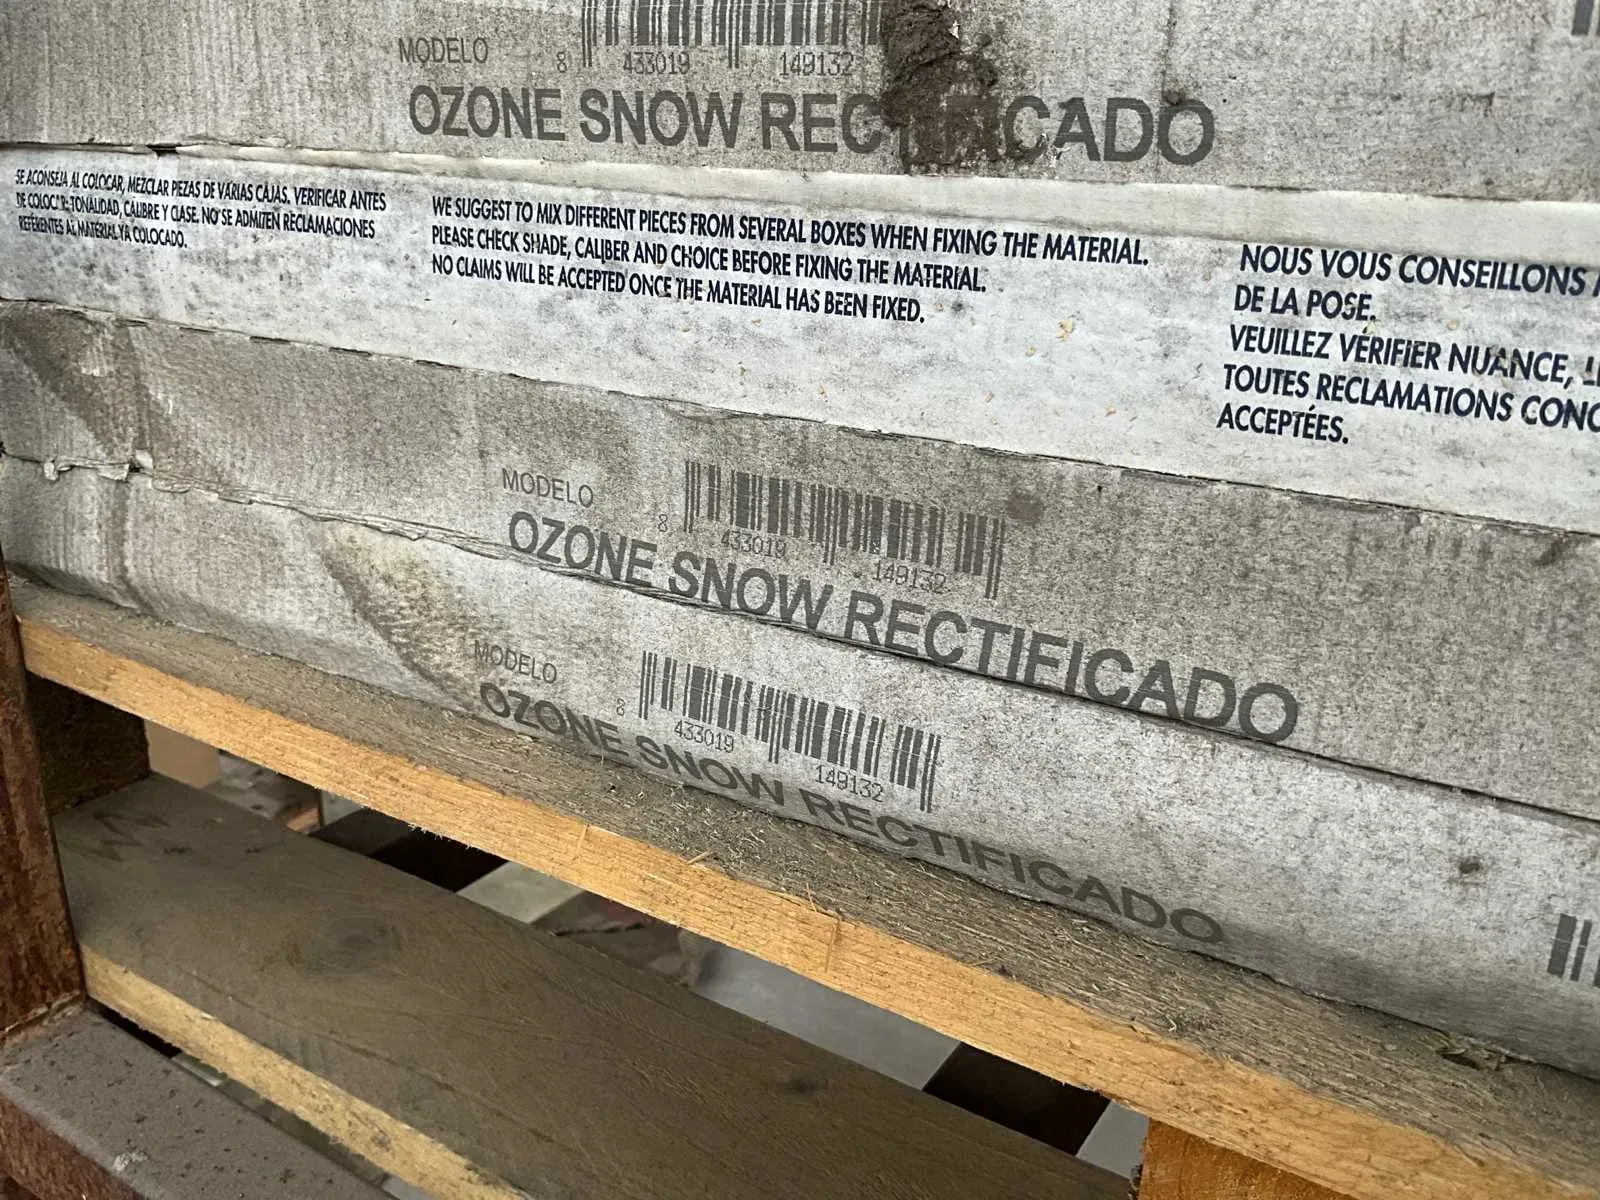 MODELO
8 433019 149132
OZONE SNOW RECTIFICADO
SE ACONSEJA AL COLOCAR, MEZCLAR PIEZAS DE VARIAS CAJAS. VERIFICAR ANTES
DE COLOCAR: TONALIDAD, CALIBRE Y CLASE. NO SE ADMITEN RECLAMACIONES
REFERENTES AL MATERIAL YA COLOCADO.
WE SUGGEST TO MIX DIFFERENT PIECES FROM SEVERAL BOXES WHEN FIXING THE MATERIAL.
PLEASE CHECK SHADE, CALIBER AND CHOICE BEFORE FIXING THE MATERIAL.
NO CLAIMS WILL BE ACCEPTED ONCE THE MATERIAL HAS BEEN FIXED.
NOUS VOUS CONSEILLONS
DE LA POSE.
VEUILLEZ VÉRIFIER NUANCE,
TOUTES RECLAMATIONS
ACCEPTÉES.
MODELO
8 433019 149132
OZONE SNOW RECTIFICADO
MODELO
8 433019 149132
OZONE SNOW RECTIFICADO